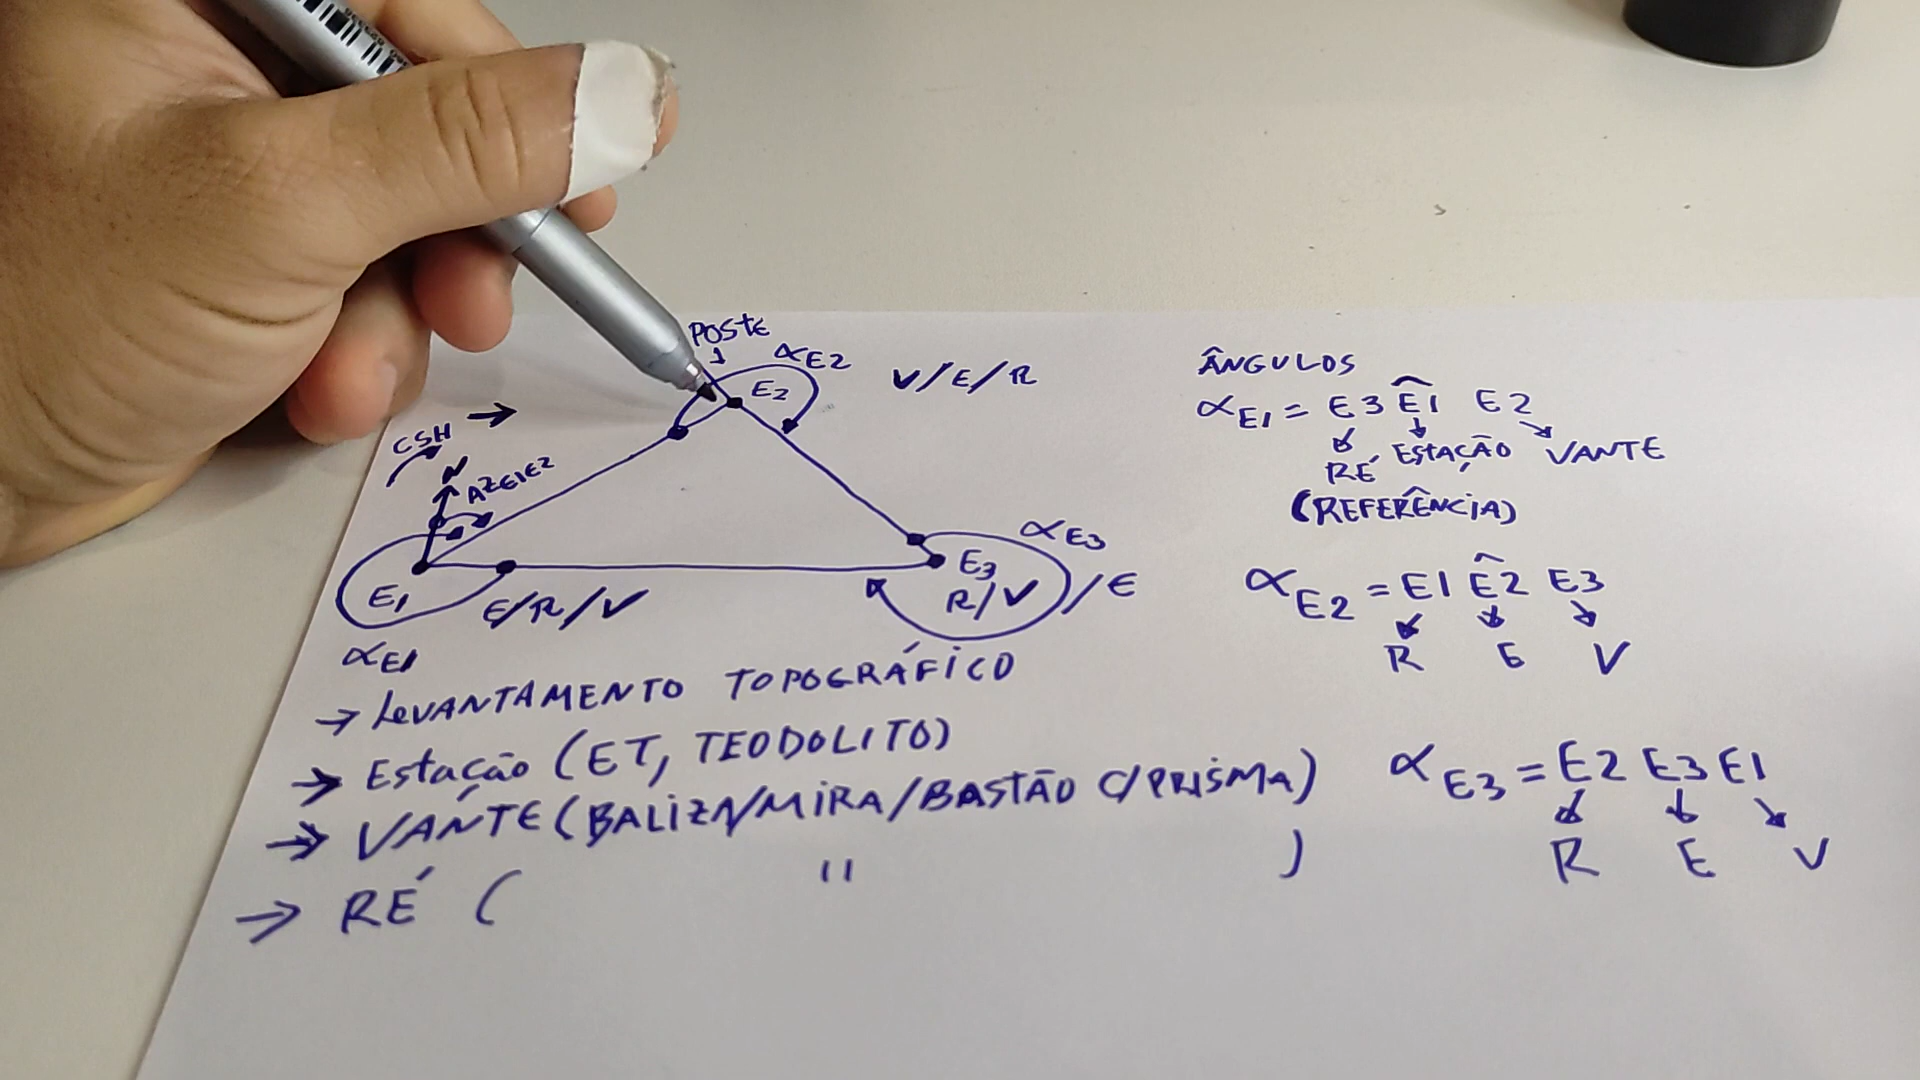 POSTE
αE2
E2
V/E/R
CSH →
N
AZE1E2
E1
E/R/V
αE1
αE3
E3
R/V/E
→ LEVANTAMENTO TOPOGRÁFICO
→ Estação (ET, TEODOLITO)
→ VANTE (BALIZA/MIRA/BASTÃO C/PRISMA)
→ RÉ ( " )
ÂNGULOS
αE1 = E3 Ê1 E2
RÉ ESTAÇÃO VANTE
(REFERÊNCIA)
αE2 = E1 Ê2 E3
R E V
αE3 = E2 E3 E1
R E V